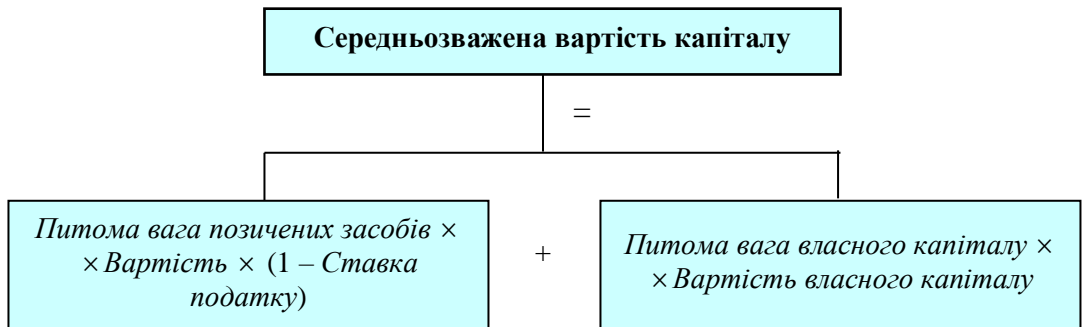 Середньозважена вартість капіталу
=
Питома вага позичених засобів ×
× Вартість × (1 – Ставка
податку)
+
Питома вага власного капіталу ×
× Вартість власного капіталу